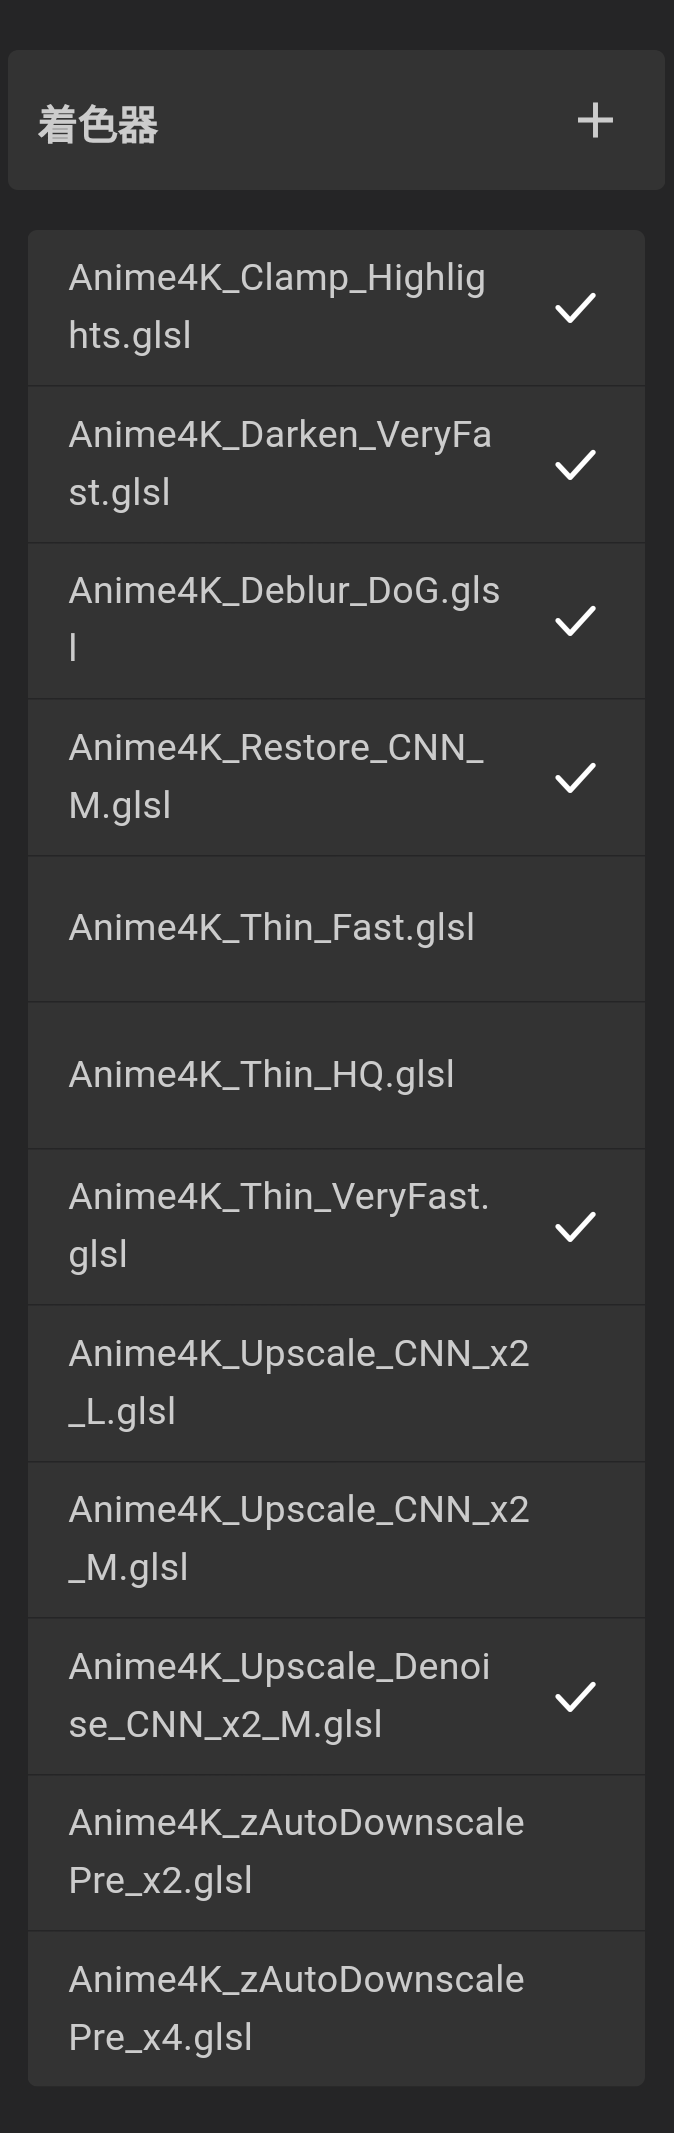 着色器
Anime4K_Clamp_Highlig
hts.glsl
Anime4K_Darken_VeryFa
st.glsl
Anime4K_Deblur_DoG.gls
l
Anime4K_Restore_CNN_
M.glsl
Anime4K_Thin_Fast.glsl
Anime4K_Thin_HQ.glsl
Anime4K_Thin_VeryFast.
glsl
Anime4K_Upscale_CNN_x2
_L.glsl
Anime4K_Upscale_CNN_x2
_M.glsl
Anime4K_Upscale_Denoi
se_CNN_x2_M.glsl
Anime4K_zAutoDownscale
Pre_x2.glsl
Anime4K_zAutoDownscale
Pre_x4.glsl